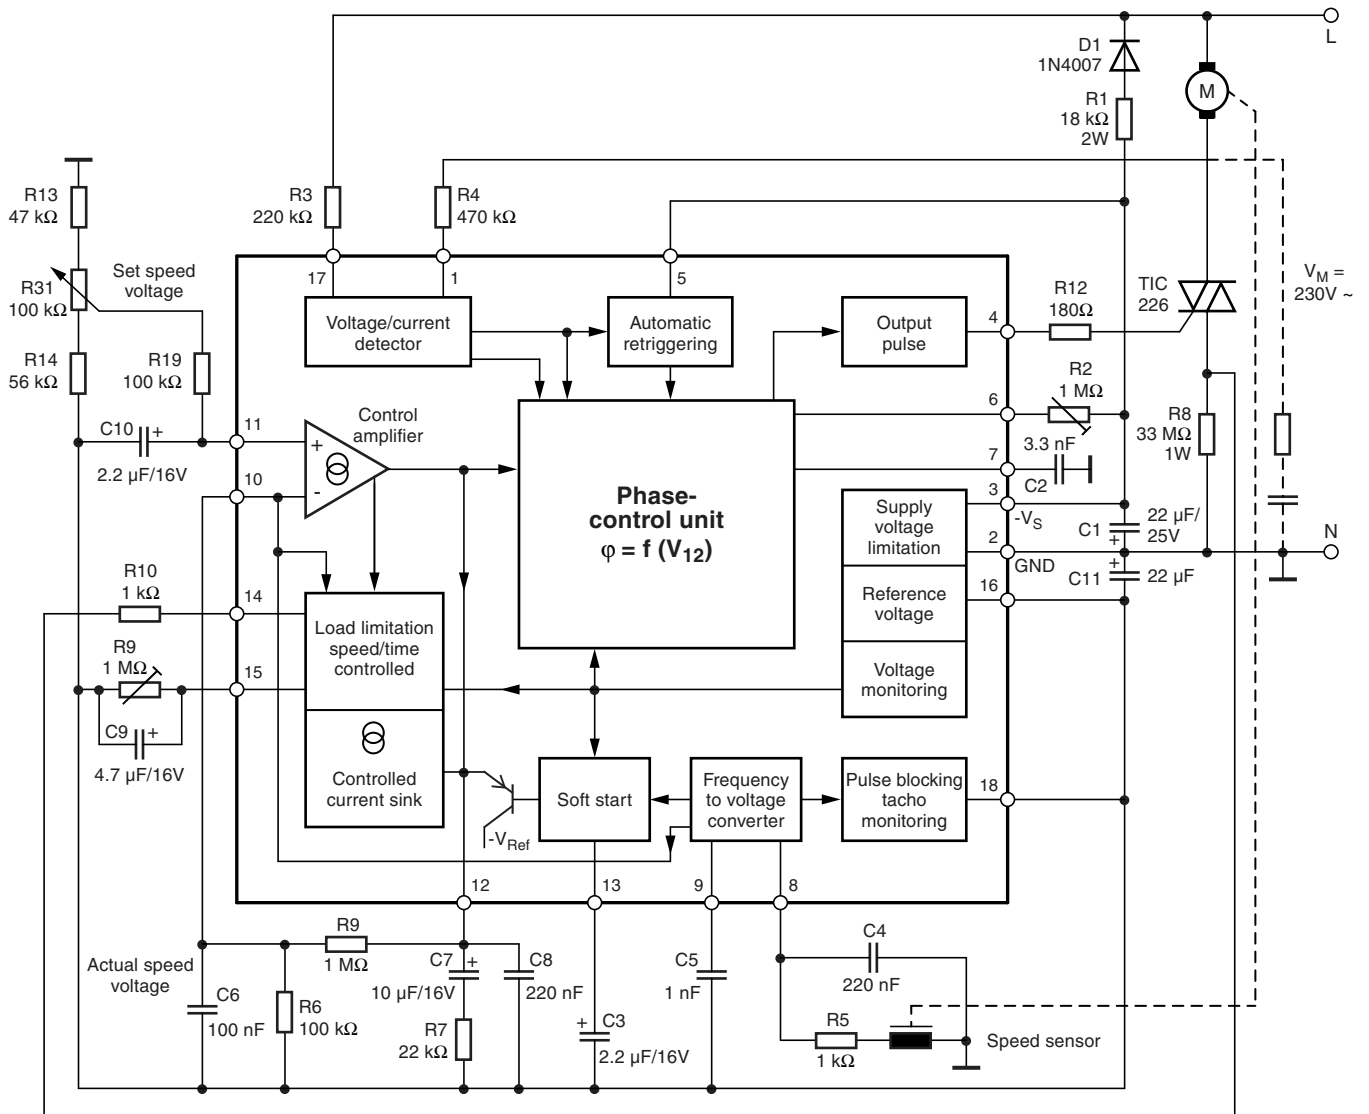 L
D1
1N4007
R1
18 kΩ
2W
M
R13
47 kΩ
R3
220 kΩ
R4
470 kΩ
R31
100 kΩ
Set speed
voltage
17
1
5
V_M =
230V ~
TIC
226
R12
180Ω
4
Voltage/current
detector
Automatic
retriggering
Output
pulse
R14
56 kΩ
R19
100 kΩ
R2
1 MΩ
6
C10
+
2.2 µF/16V
11
10
Control
amplifier
+
-
R8
33 MΩ
1W
3.3 nF
7
C2
Phase-
control unit
φ = f (V12)
Supply
voltage
limitation
3
-VS
C1
+
22 µF/
25V
2
GND
N
C11
+
22 µF
R10
1 kΩ
14
Reference
voltage
16
Load limitation
speed/time
controlled
R9
1 MΩ
15
Voltage
monitoring
C9
+
4.7 µF/16V
Controlled
current sink
-VRef
Soft start
Frequency
to voltage
converter
Pulse blocking
tacho
monitoring
18
12
13
9
8
R9
1 MΩ
Actual speed
voltage
C6
100 nF
R6
100 kΩ
C7
+
10 µF/16V
C8
220 nF
R7
22 kΩ
+
C3
2.2 µF/16V
C5
1 nF
C4
220 nF
R5
1 kΩ
Speed sensor